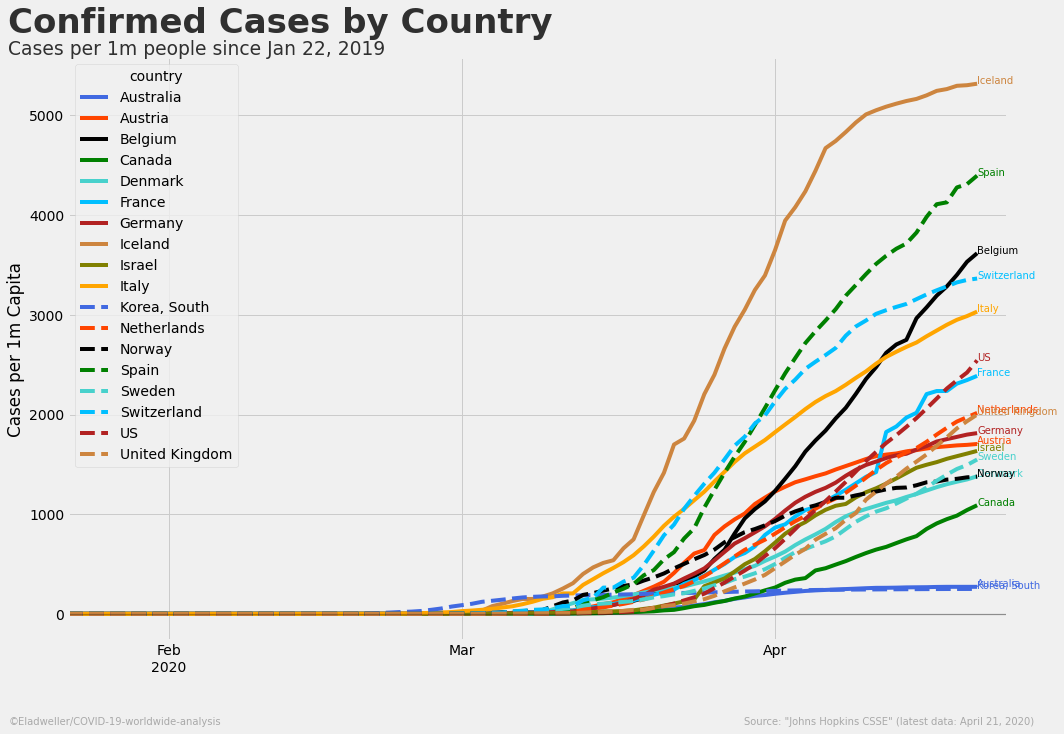 Confirmed Cases by Country
Cases per 1m people since Jan 22, 2019
Cases per 1m Capita
5000
4000
3000
2000
1000
0
country
Australia
Austria
Belgium
Canada
Denmark
France
Germany
Iceland
Israel
Italy
Korea, South
Netherlands
Norway
Spain
Sweden
Switzerland
US
United Kingdom
Iceland
Spain
Belgium
Switzerland
Italy
US
France
Netherlands
United Kingdom
Germany
Austria
Israel
Sweden
Norway
Canada
Australia
Korea, South
Feb
2020
Mar
Apr
©Eladweller/COVID-19-worldwide-analysis
Source: "Johns Hopkins CSSE" (latest data: April 21, 2020)